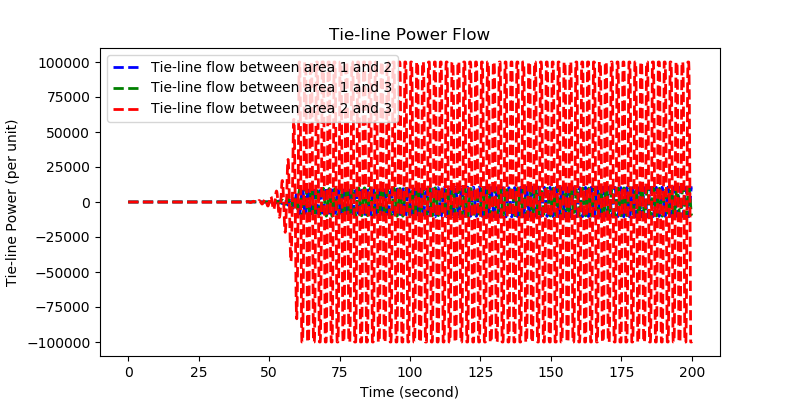 Tie-line Power Flow
Tie-line flow between area 1 and 2
Tie-line flow between area 1 and 3
Tie-line flow between area 2 and 3
Tie-line Power (per unit)
100000
75000
50000
25000
0
−25000
−50000
−75000
−100000
0 25 50 75 100 125 150 175 200
Time (second)